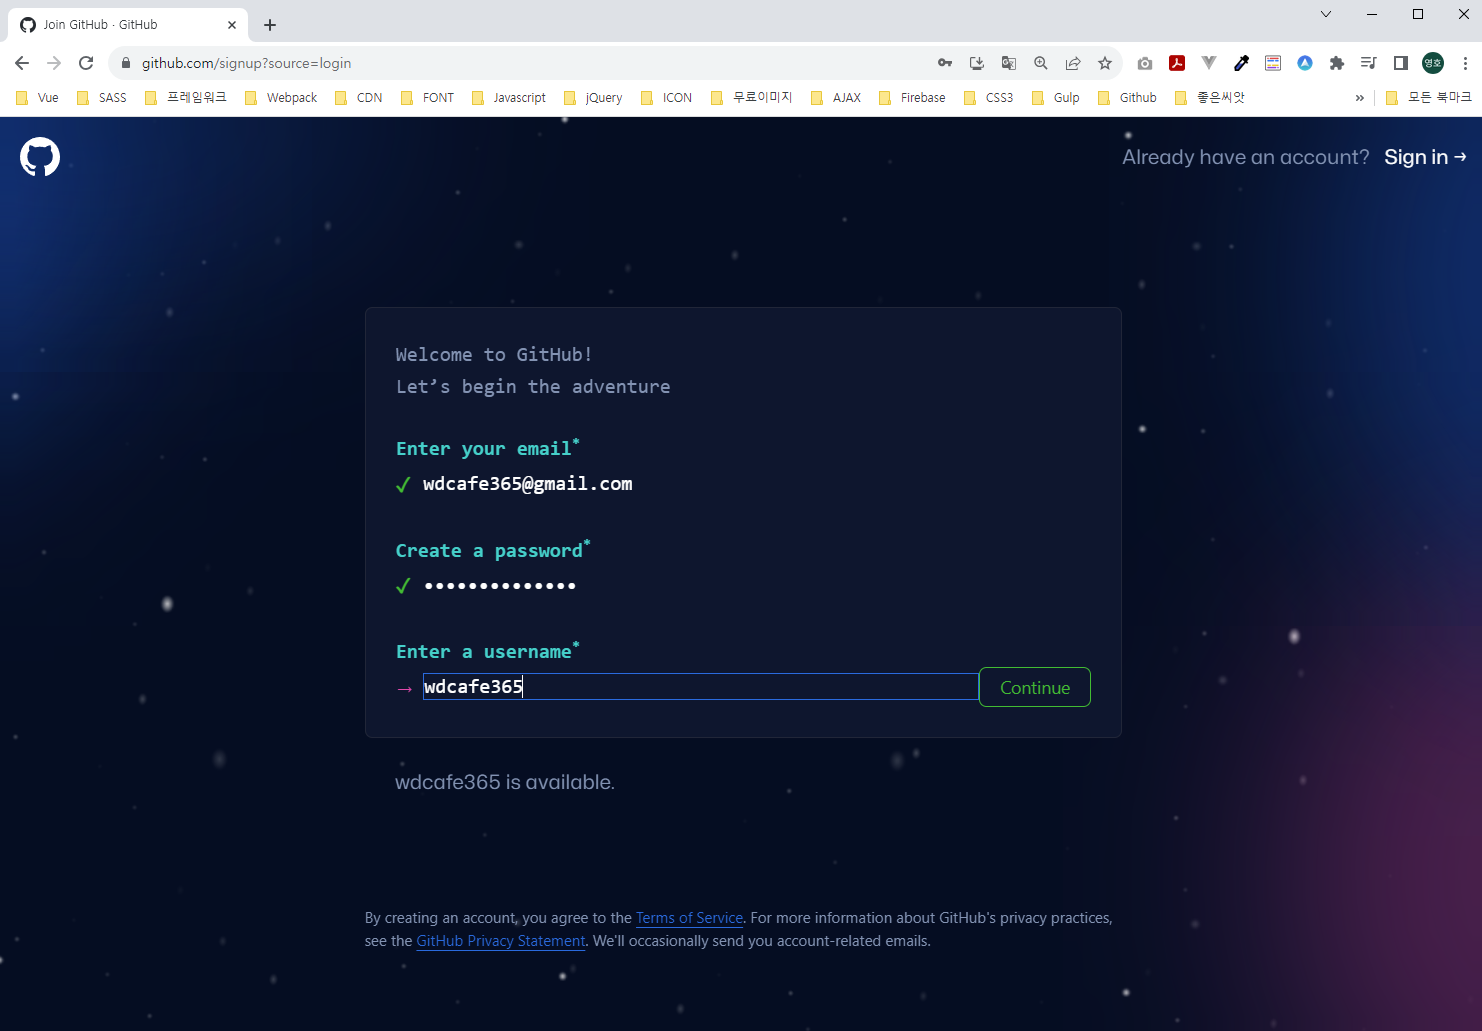 Join GitHub · GitHub
github.com/signup?source=login
영호
Vue SASS 프레임워크 Webpack CDN FONT Javascript jQuery ICON 무료이미지 AJAX Firebase CSS3 Gulp Github 좋은씨앗 » 모든 북마크
Already have an account? Sign in →
Welcome to GitHub!
Let’s begin the adventure
Enter your email*
✓ wdcafe365@gmail.com
Create a password*
✓ ••••••••••••••
Enter a username*
→ wdcafe365 Continue
wdcafe365 is available.
By creating an account, you agree to the Terms of Service. For more information about GitHub's privacy practices,
see the GitHub Privacy Statement. We'll occasionally send you account-related emails.